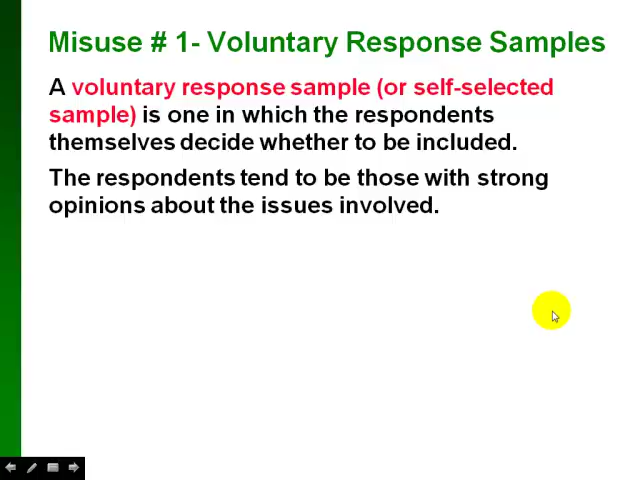 Misuse # 1- Voluntary Response Samples
A voluntary response sample (or self-selected
sample) is one in which the respondents
themselves decide whether to be included.
The respondents tend to be those with strong
opinions about the issues involved.